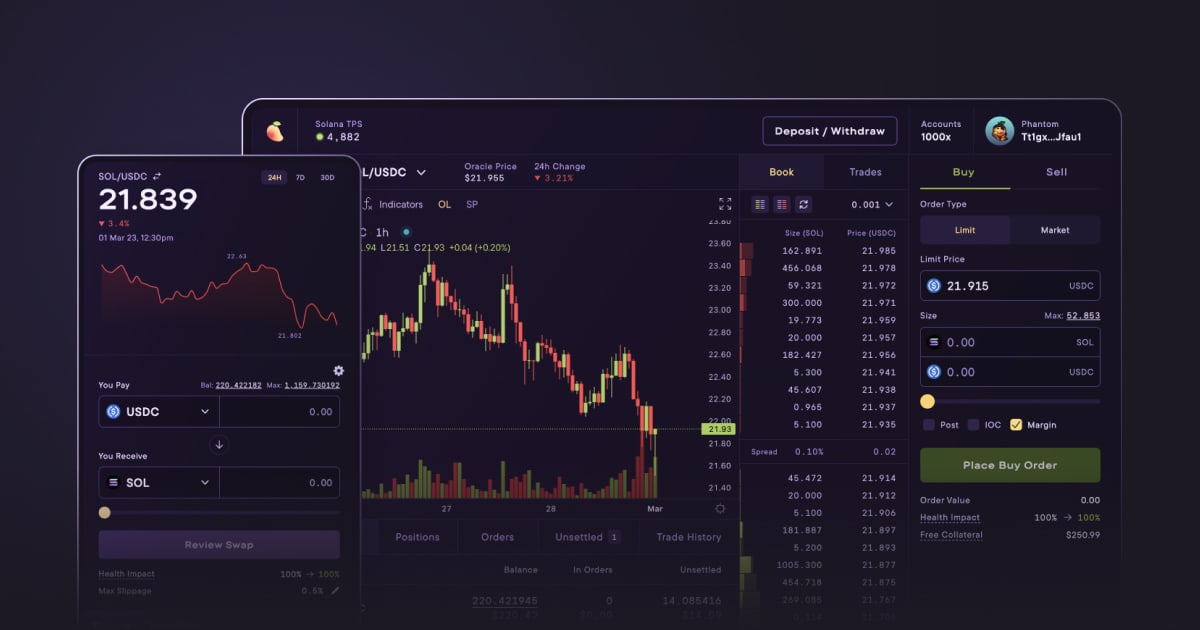 Solana TPS
4,882
Deposit / Withdraw
Accounts
1000x
Phantom
Tt1gx...Jfau1
SOL/USDC
24H 7D 30D
21.839
3.4%
01 Mar 23, 12:30pm
22.63
21.802
You Pay
Bal: 220.422182 Max: 1,159.730192
USDC
0.00
You Receive
SOL
0.00
Review Swap
Health Impact
100% → 100%
Max Slippage
0.5%
L/USDC
Oracle Price
$21.955
24h Change
3.21%
Indicators OL SP
C 1h
.94 L21.51 C21.93 +0.04 (+0.20%)
23.80
23.60
23.40
23.20
23.00
22.80
22.60
22.40
22.20
22.00
21.93
21.80
21.60
21.40
27 28 Mar
Positions Orders Unsettled 1 Trade History
Balance In Orders Unsettled
220.421945 0 14.085416
$220.42 $0.00 $14.09
Book Trades
0.001
Size (SOL) Price (USDC)
162.891 21.985
456.068 21.978
59.321 21.972
300.000 21.971
19.773 21.959
20.000 21.957
182.427 21.956
5.300 21.941
45.607 21.938
0.965 21.937
5.100 21.935
Spread 0.10% 0.02
45.472 21.914
20.000 21.912
5.100 21.906
181.887 21.897
5.200 21.893
1005.300 21.877
454.718 21.875
269.085 21.767
Buy Sell
Order Type
Limit Market
Limit Price
21.915 USDC
Size
Max: 52.853
0.00 SOL
0.00 USDC
Post IOC Margin
Place Buy Order
Order Value 0.00
Health Impact 100% → 100%
Free Collateral $250.99